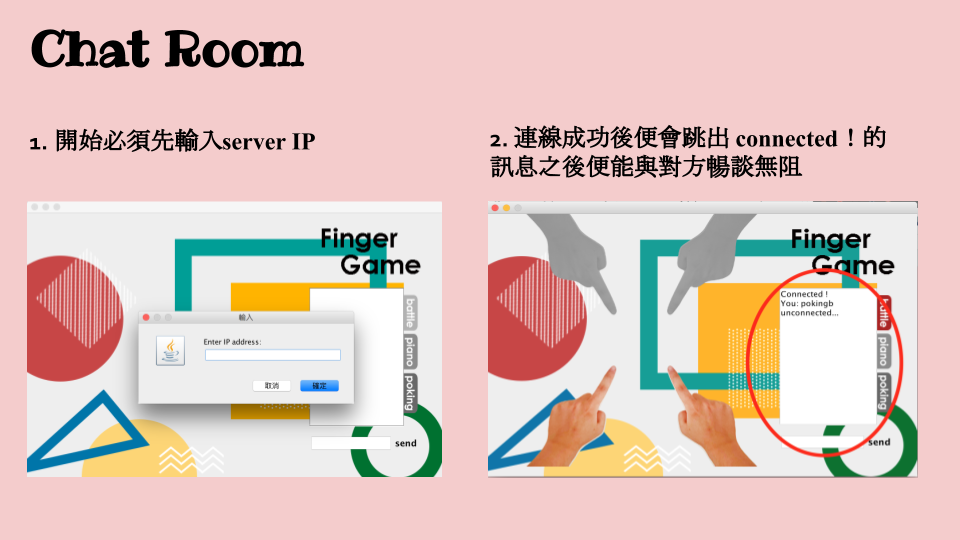 Chat Room
1. 開始必須先輸入server IP
2. 連線成功後便會跳出 connected！的
訊息之後便能與對方暢談無阻
Finger
Game
battle
piano
poking
輸入
Enter IP address:
取消
確定
send
Finger
Game
Connected !
You: pokingb
unconnected...
battle
piano
poking
send